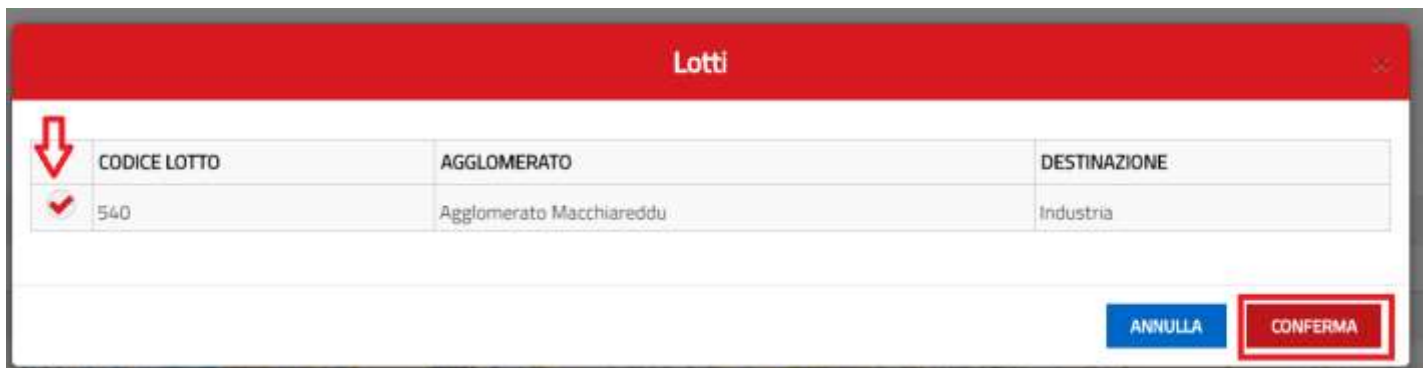 Lotti
CODICE LOTTO AGGLOMERATO DESTINAZIONE
540 Agglomerato Macchiareddu Industria
ANNULLA CONFERMA